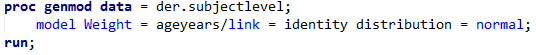 proc genmod data = der.subjectlevel;
model Weight = ageyears/link = identity distribution = normal;
run;